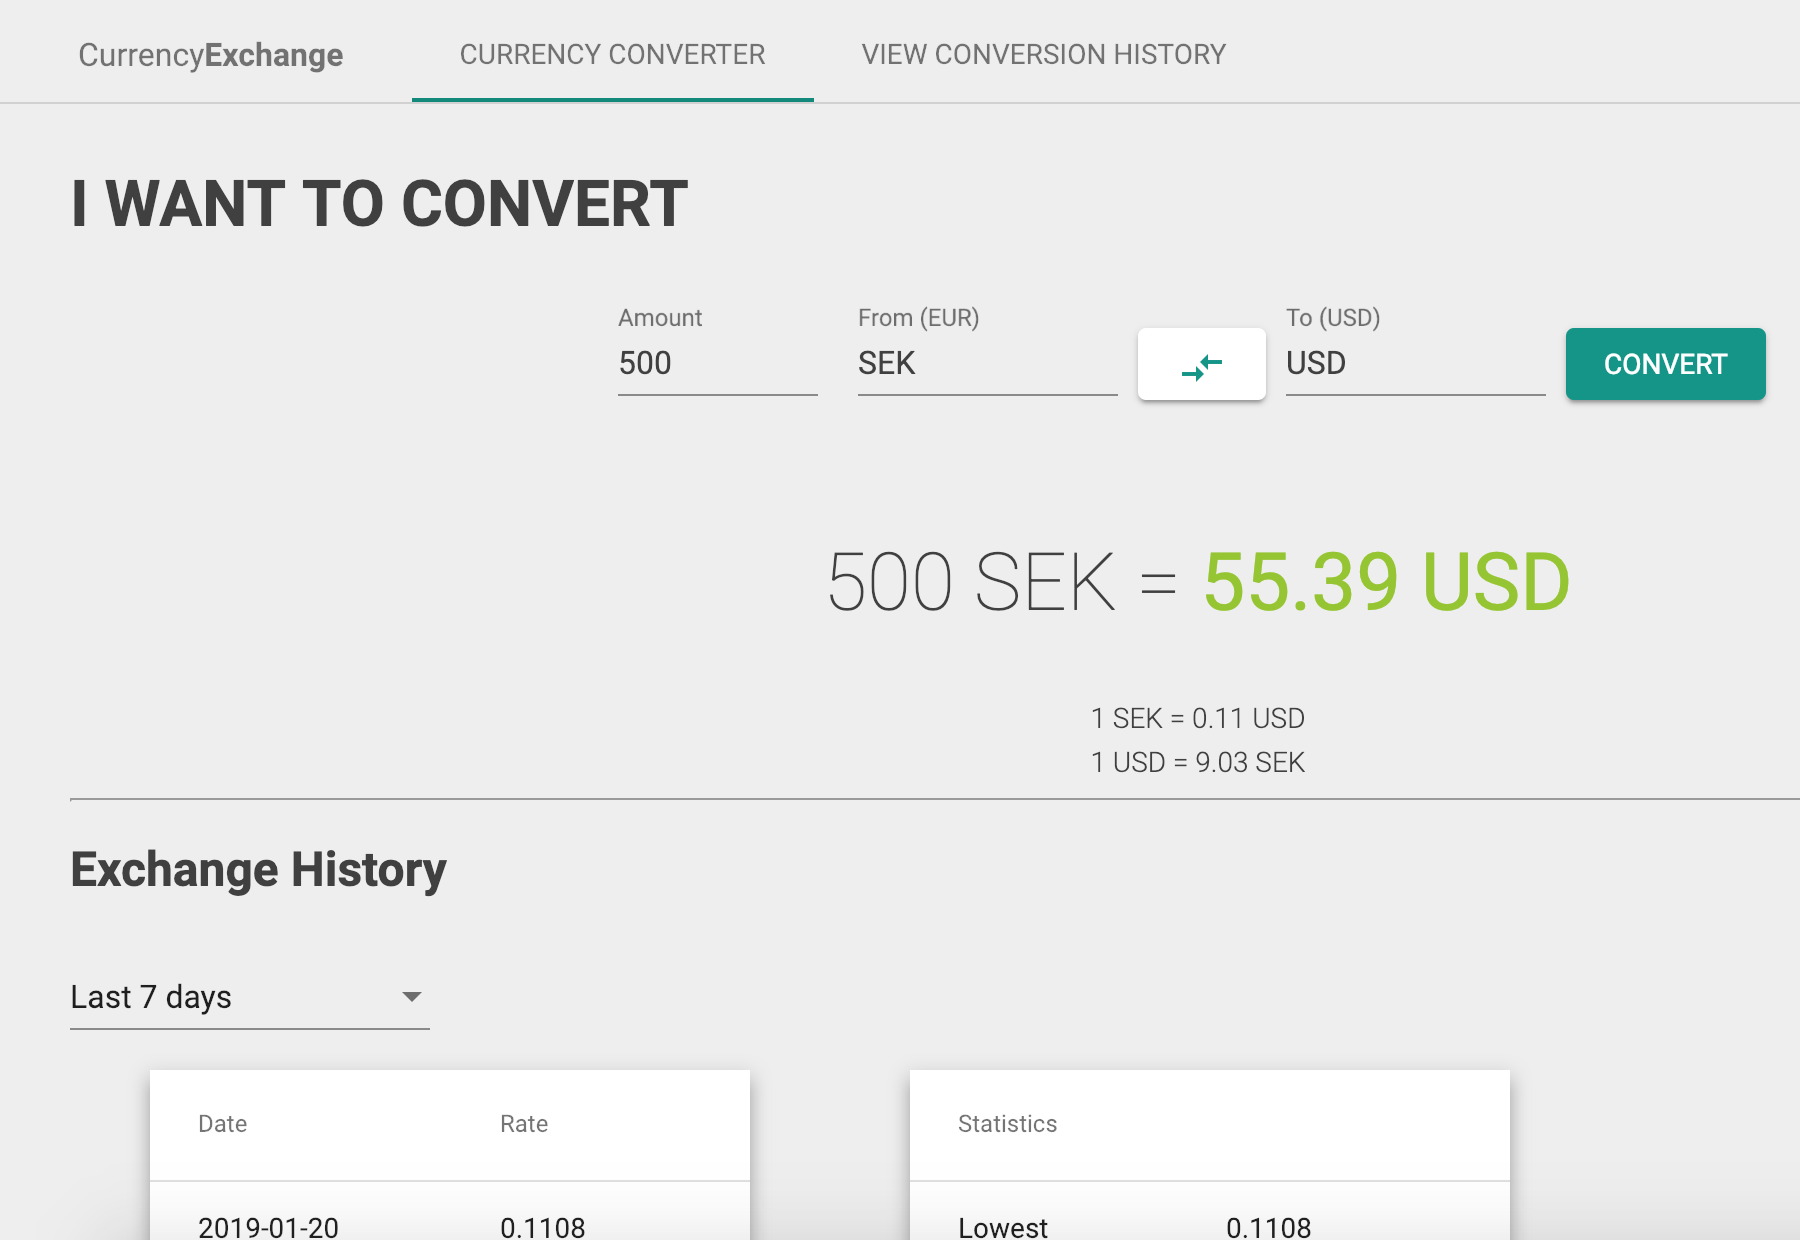 CurrencyExchange CURRENCY CONVERTER VIEW CONVERSION HISTORY
I WANT TO CONVERT
Amount From (EUR) To (USD)
500 SEK USD CONVERT
500 SEK = 55.39 USD
1 SEK = 0.11 USD
1 USD = 9.03 SEK
Exchange History
Last 7 days
Date Rate Statistics
2019-01-20 0.1108 Lowest 0.1108